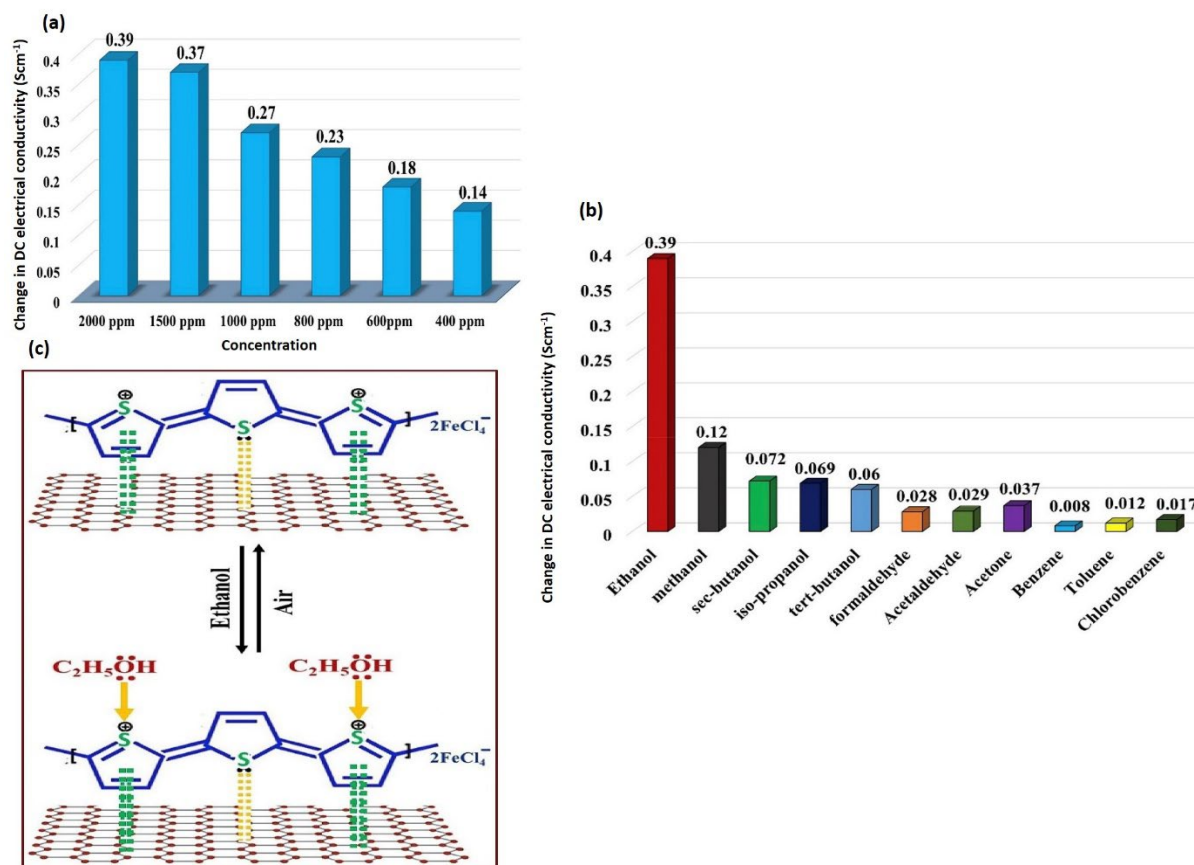 (a)
Change in DC electrical conductivity (Scm⁻¹)
0.4
0.35
0.3
0.25
0.2
0.15
0.1
0.05
0
0.39
0.37
0.27
0.23
0.18
0.14
2000 ppm 1500 ppm 1000 ppm 800 ppm 600ppm 400 ppm
Concentration
(b)
Change in DC electrical conductivity (Scm⁻¹)
0.4
0.35
0.3
0.25
0.2
0.15
0.1
0.05
0
0.39
0.12
0.072
0.069
0.06
0.028
0.029
0.037
0.008
0.012
0.017
Ethanol
methanol
sec-butanol
iso-propanol
tert-butanol
formaldehyde
Acetaldehyde
Acetone
Benzene
Toluene
Chlorobenzene
(c)
⊕ ⊕
[ S S S ] 2FeCl₄⁻
Ethanol
Air
C₂H₅OH C₂H₅OH
⊕ ⊕
[ S S S ] 2FeCl₄⁻